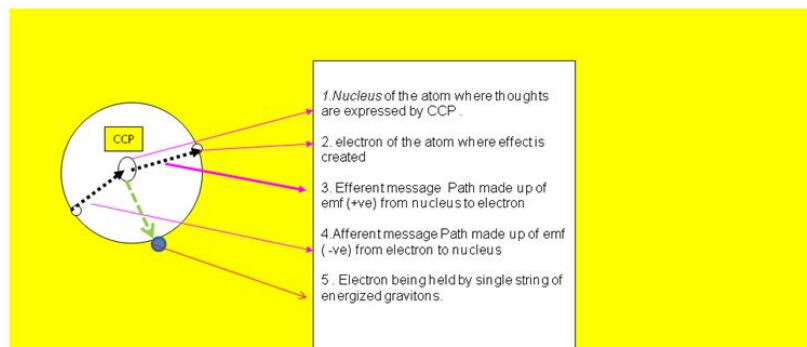 CCP
1.Nucleus of the atom where thoughts
are expressed by CCP .
2. electron of the atom where effect is
created
3. Efferent message Path made up of
emf (+ve) from nucleus to electron
4.Afferent message Path made up of emf
( -ve) from electron to nucleus
5 . Electron being held by single string of
energized gravitons.